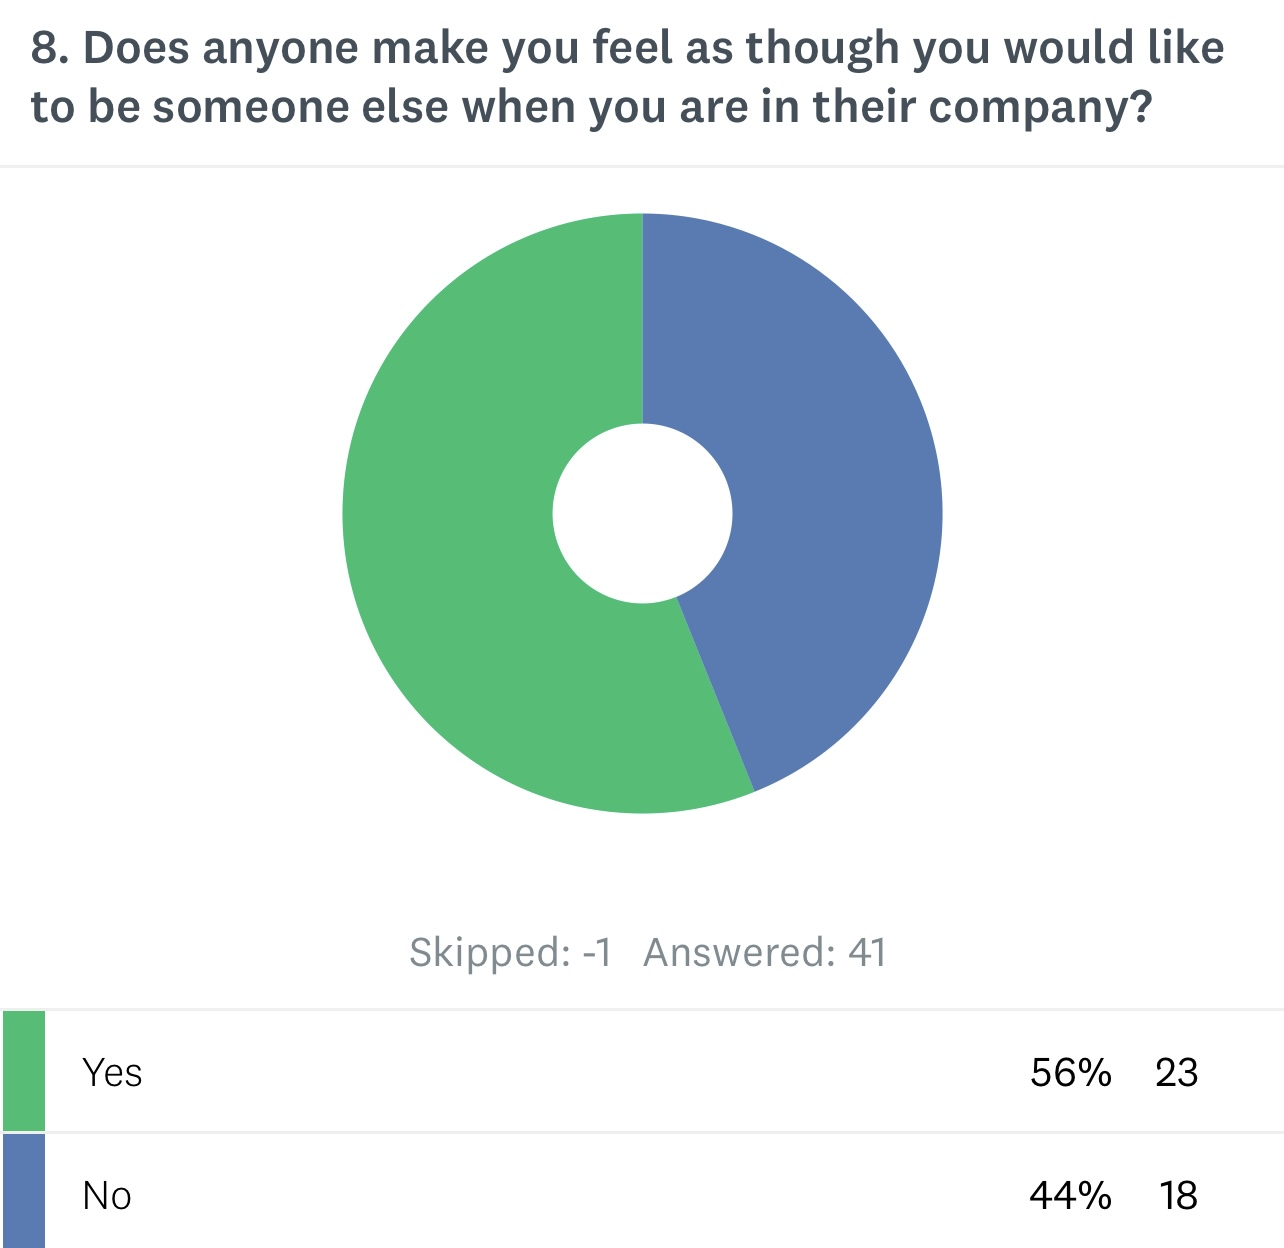 8. Does anyone make you feel as though you would like
to be someone else when you are in their company?
Skipped: -1 Answered: 41
Yes 56% 23
No 44% 18